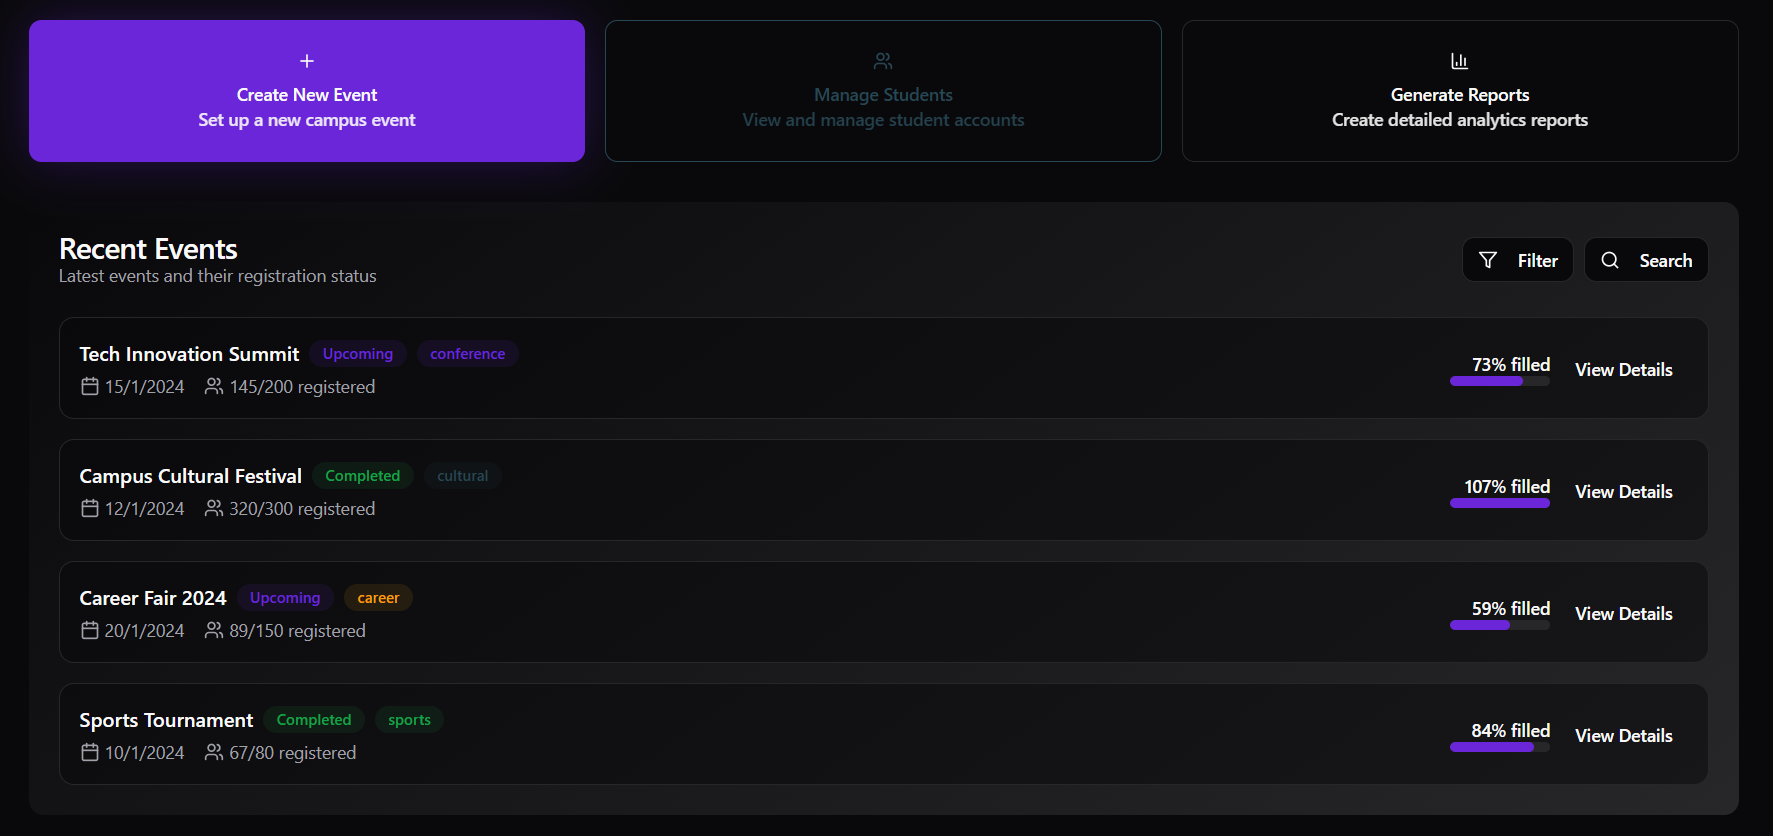 Create New Event
Set up a new campus event
Manage Students
View and manage student accounts
Generate Reports
Create detailed analytics reports
Recent Events
Latest events and their registration status
Filter
Search
Tech Innovation Summit Upcoming conference
15/1/2024 145/200 registered
73% filled
View Details
Campus Cultural Festival Completed cultural
12/1/2024 320/300 registered
107% filled
View Details
Career Fair 2024 Upcoming career
20/1/2024 89/150 registered
59% filled
View Details
Sports Tournament Completed sports
10/1/2024 67/80 registered
84% filled
View Details